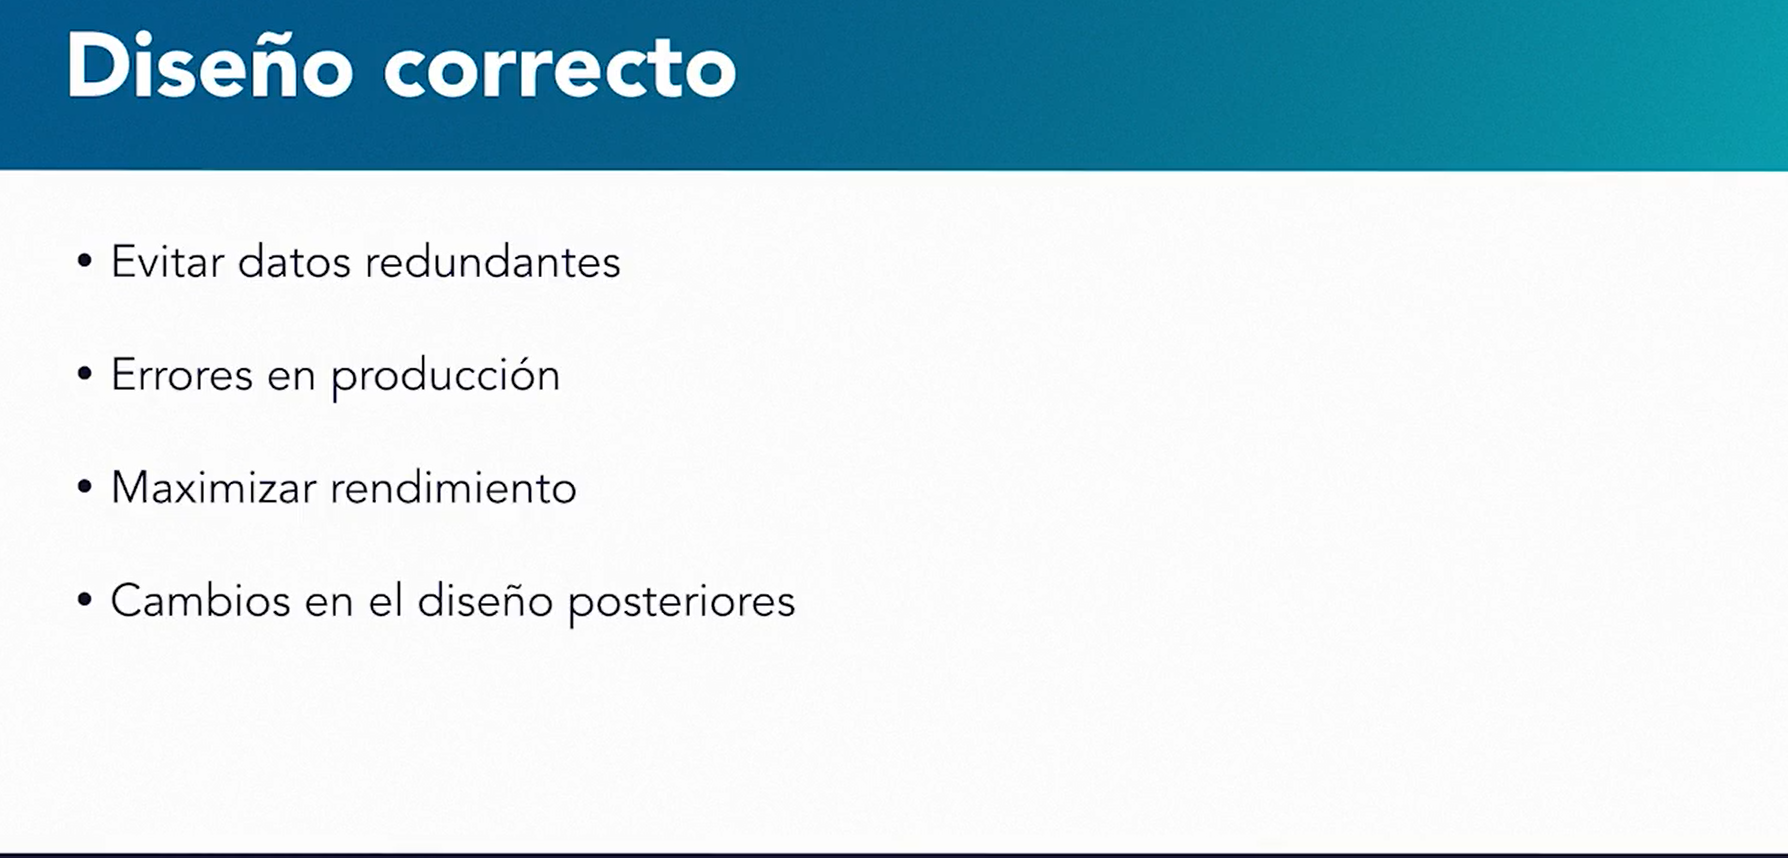 Diseño correcto
• Evitar datos redundantes
• Errores en producción
• Maximizar rendimiento
• Cambios en el diseño posteriores